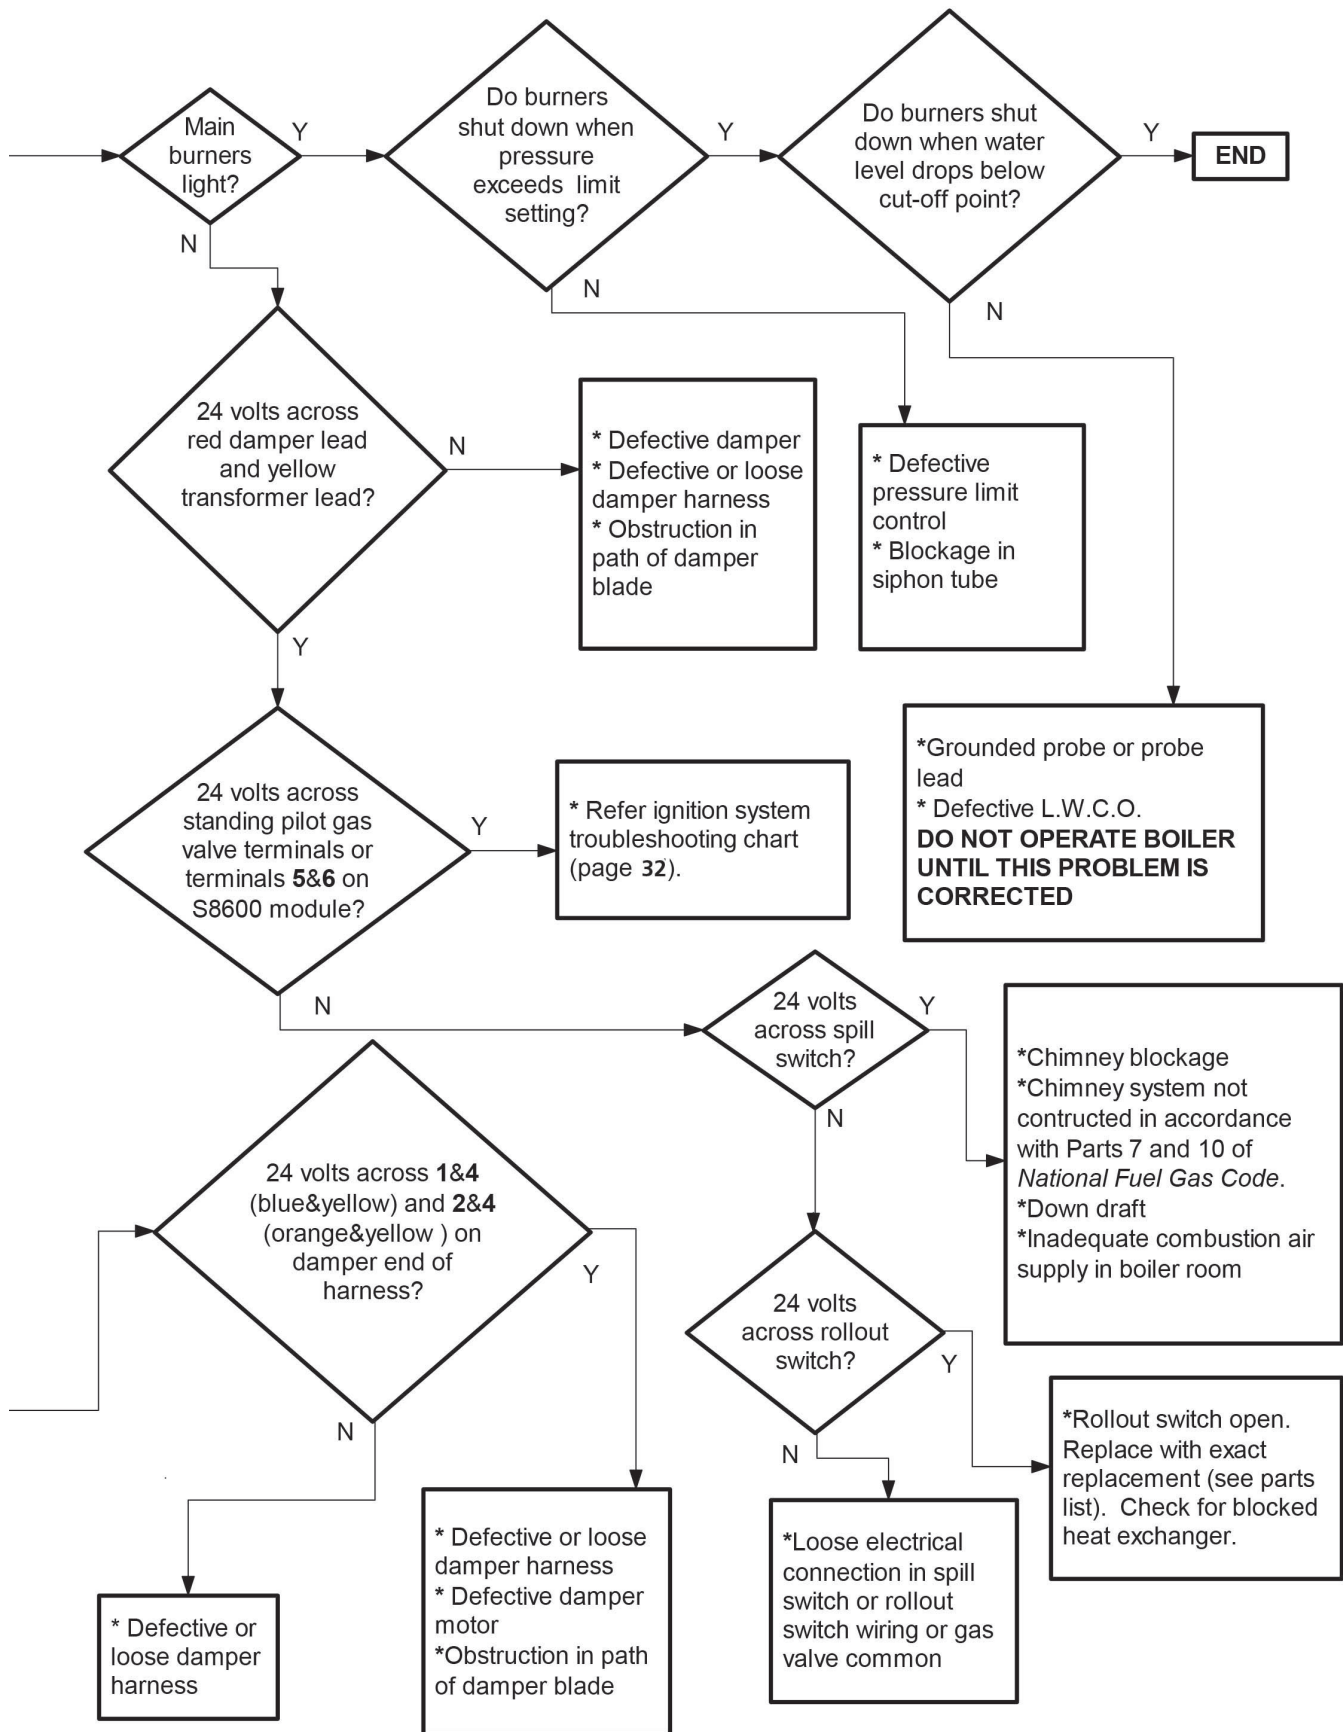 Main
burners
light?
Y
N
Do burners
shut down when
pressure
exceeds limit
setting?
Y
N
Do burners shut
down when water
level drops below
cut-off point?
Y
N
END
24 volts across
red damper lead
and yellow
transformer lead?
N
Y
* Defective damper
* Defective or loose
damper harness
* Obstruction in
path of damper
blade
* Defective
pressure limit
control
* Blockage in
siphon tube
*Grounded probe or probe
lead
* Defective L.W.C.O.
DO NOT OPERATE BOILER
UNTIL THIS PROBLEM IS
CORRECTED
24 volts across
standing pilot gas
valve terminals or
terminals 5&6 on
S8600 module?
Y
N
* Refer ignition system
troubleshooting chart
(page 32).
24 volts
across spill
switch?
Y
N
*Chimney blockage
*Chimney system not
contructed in accordance
with Parts 7 and 10 of
National Fuel Gas Code.
*Down draft
*Inadequate combustion air
supply in boiler room
24 volts across 1&4
(blue&yellow) and 2&4
(orange&yellow ) on
damper end of
harness?
Y
N
24 volts
across rollout
switch?
Y
N
*Rollout switch open.
Replace with exact
replacement (see parts
list). Check for blocked
heat exchanger.
* Defective or
loose damper
harness
* Defective or loose
damper harness
* Defective damper
motor
*Obstruction in path
of damper blade
*Loose electrical
connection in spill
switch or rollout
switch wiring or gas
valve common